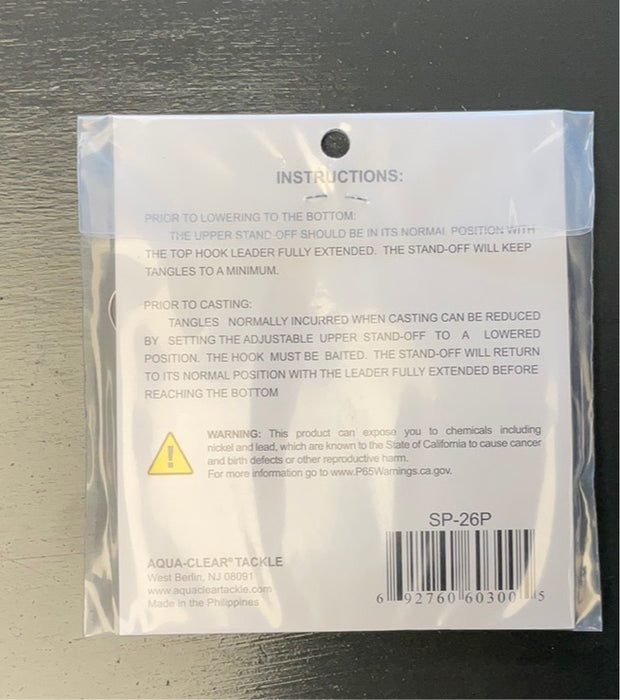 INSTRUCTIONS:
PRIOR TO LOWERING TO THE BOTTOM:
THE UPPER STAND-OFF SHOULD BE IN ITS NORMAL POSITION WITH
THE TOP HOOK LEADER FULLY EXTENDED. THE STAND-OFF WILL KEEP
TANGLES TO A MINIMUM.
PRIOR TO CASTING:
TANGLES NORMALLY INCURRED WHEN CASTING CAN BE REDUCED
BY SETTING THE ADJUSTABLE UPPER STAND-OFF TO A LOWERED
POSITION. THE HOOK MUST BE BAITED. THE STAND-OFF WILL RETURN
TO ITS NORMAL POSITION WITH THE LEADER FULLY EXTENDED BEFORE
REACHING THE BOTTOM
WARNING: This product can expose you to chemicals including
nickel and lead, which are known to the State of California to cause cancer
and birth defects or other reproductive harm.
For more information go to www.P65Warnings.ca.gov.
SP-26P
AQUA-CLEAR® TACKLE
West Berlin, NJ 08091
www.aquacleartackle.com
Made in the Philippines
6 92760 60300 5